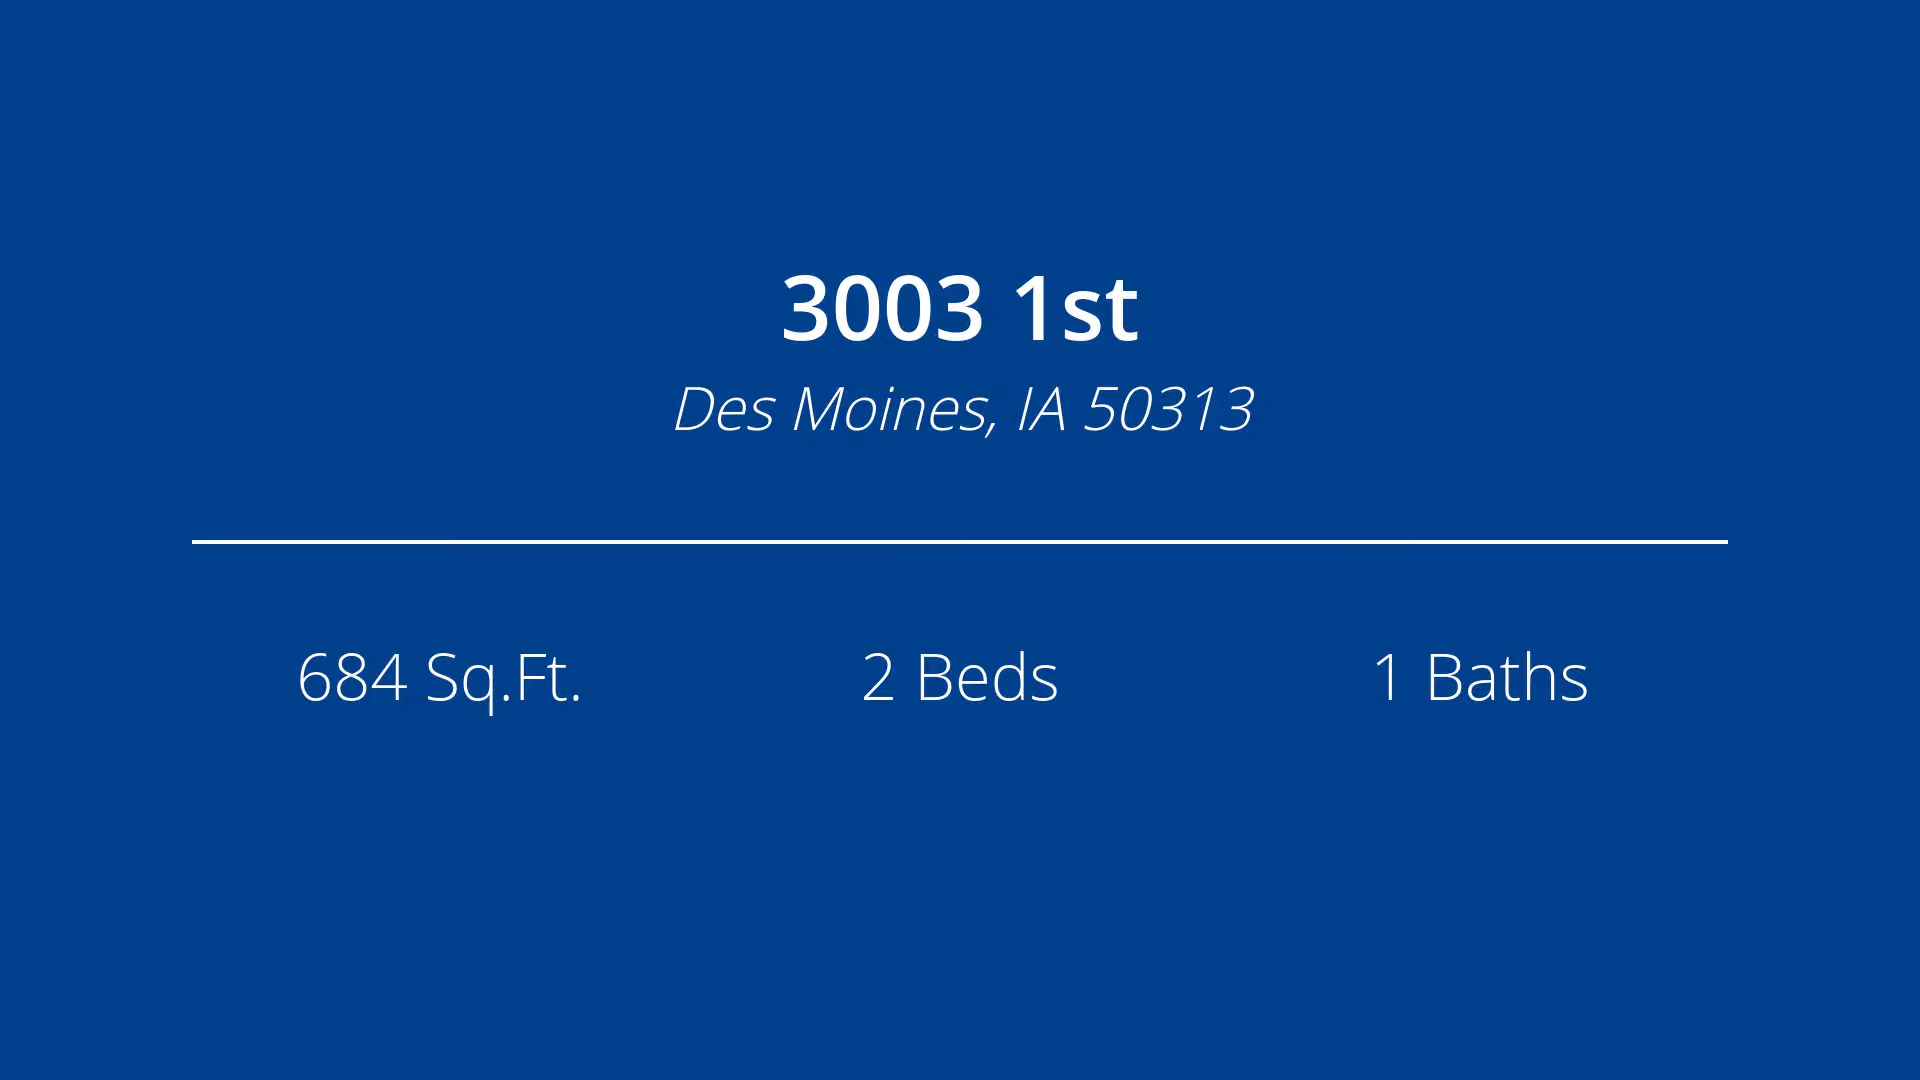 3003 1st
Des Moines, IA 50313
684 Sq.Ft.
2 Beds
1 Baths